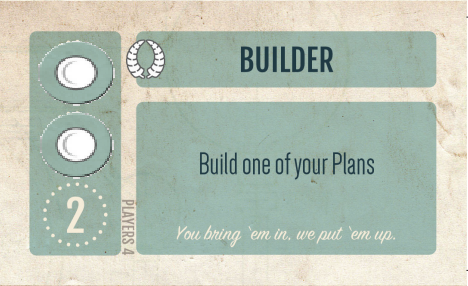 BUILDER
Build one of your Plans
You bring `em in, we put `em up.
2
PLAYERS 4